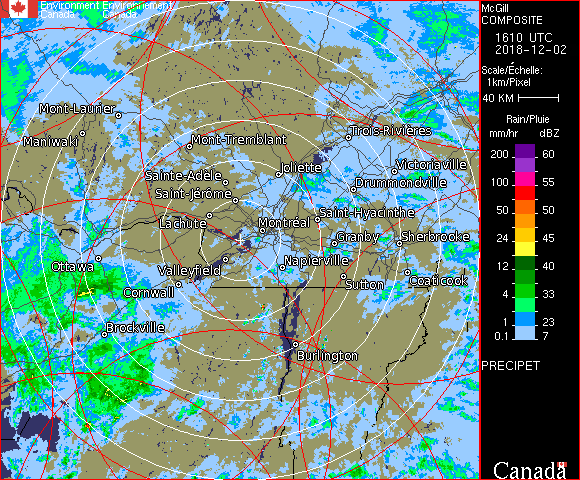 Environment Environnement
Canada Canada
McGill
COMPOSITE
1610 UTC
2018-12-02
Scale/Échelle:
1km/Pixel
40 KM
Rain/Pluie
mm/hr dBZ
200 60
100 55
50 50
24 45
12 40
4 33
1 23
0.1 7
PRECIPET
Canada
Mont-Laurier
Maniwaki
Mont-Tremblant
Trois-Rivières
Joliette
Victoriaville
Sainte-Adèle
Drummondville
Saint-Jérôme
Lachute
Montréal
Saint-Hyacinthe
Granby
Sherbrooke
Ottawa
Valleyfield
Napierville
Cornwall
Sutton
Coaticook
Brockville
Burlington